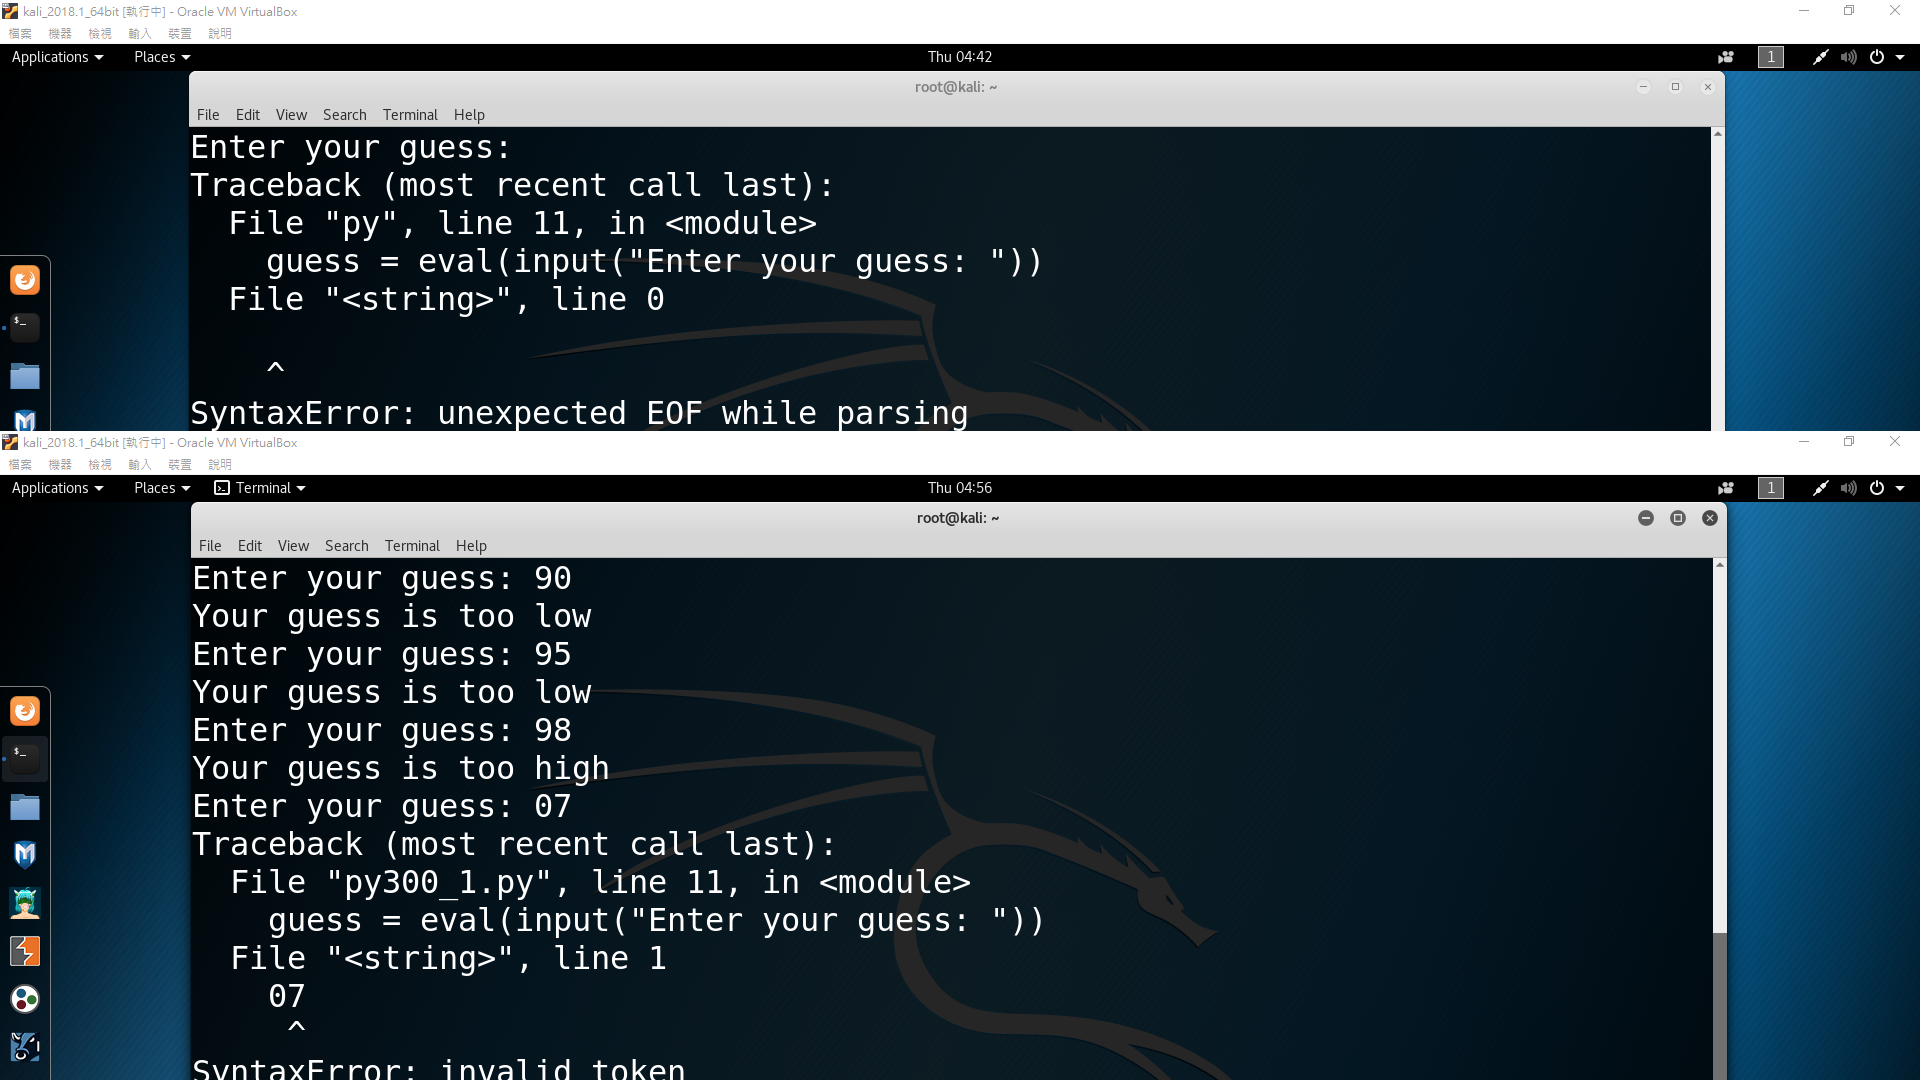 kali_2018.1_64bit [執行中] - Oracle VM VirtualBox
檔案 機器 檢視 輸入 裝置 說明
Applications Places Thu 04:42 1
root@kali: ~
File Edit View Search Terminal Help
Enter your guess:
Traceback (most recent call last):
  File "py", line 11, in <module>
    guess = eval(input("Enter your guess: "))
  File "<string>", line 0
    ^
SyntaxError: unexpected EOF while parsing
kali_2018.1_64bit [執行中] - Oracle VM VirtualBox
檔案 機器 檢視 輸入 裝置 說明
Applications Places Terminal Thu 04:56 1
root@kali: ~
File Edit View Search Terminal Help
Enter your guess: 90
Your guess is too low
Enter your guess: 95
Your guess is too low
Enter your guess: 98
Your guess is too high
Enter your guess: 07
Traceback (most recent call last):
  File "py300_1.py", line 11, in <module>
    guess = eval(input("Enter your guess: "))
  File "<string>", line 1
    07
     ^
SyntaxError: invalid token